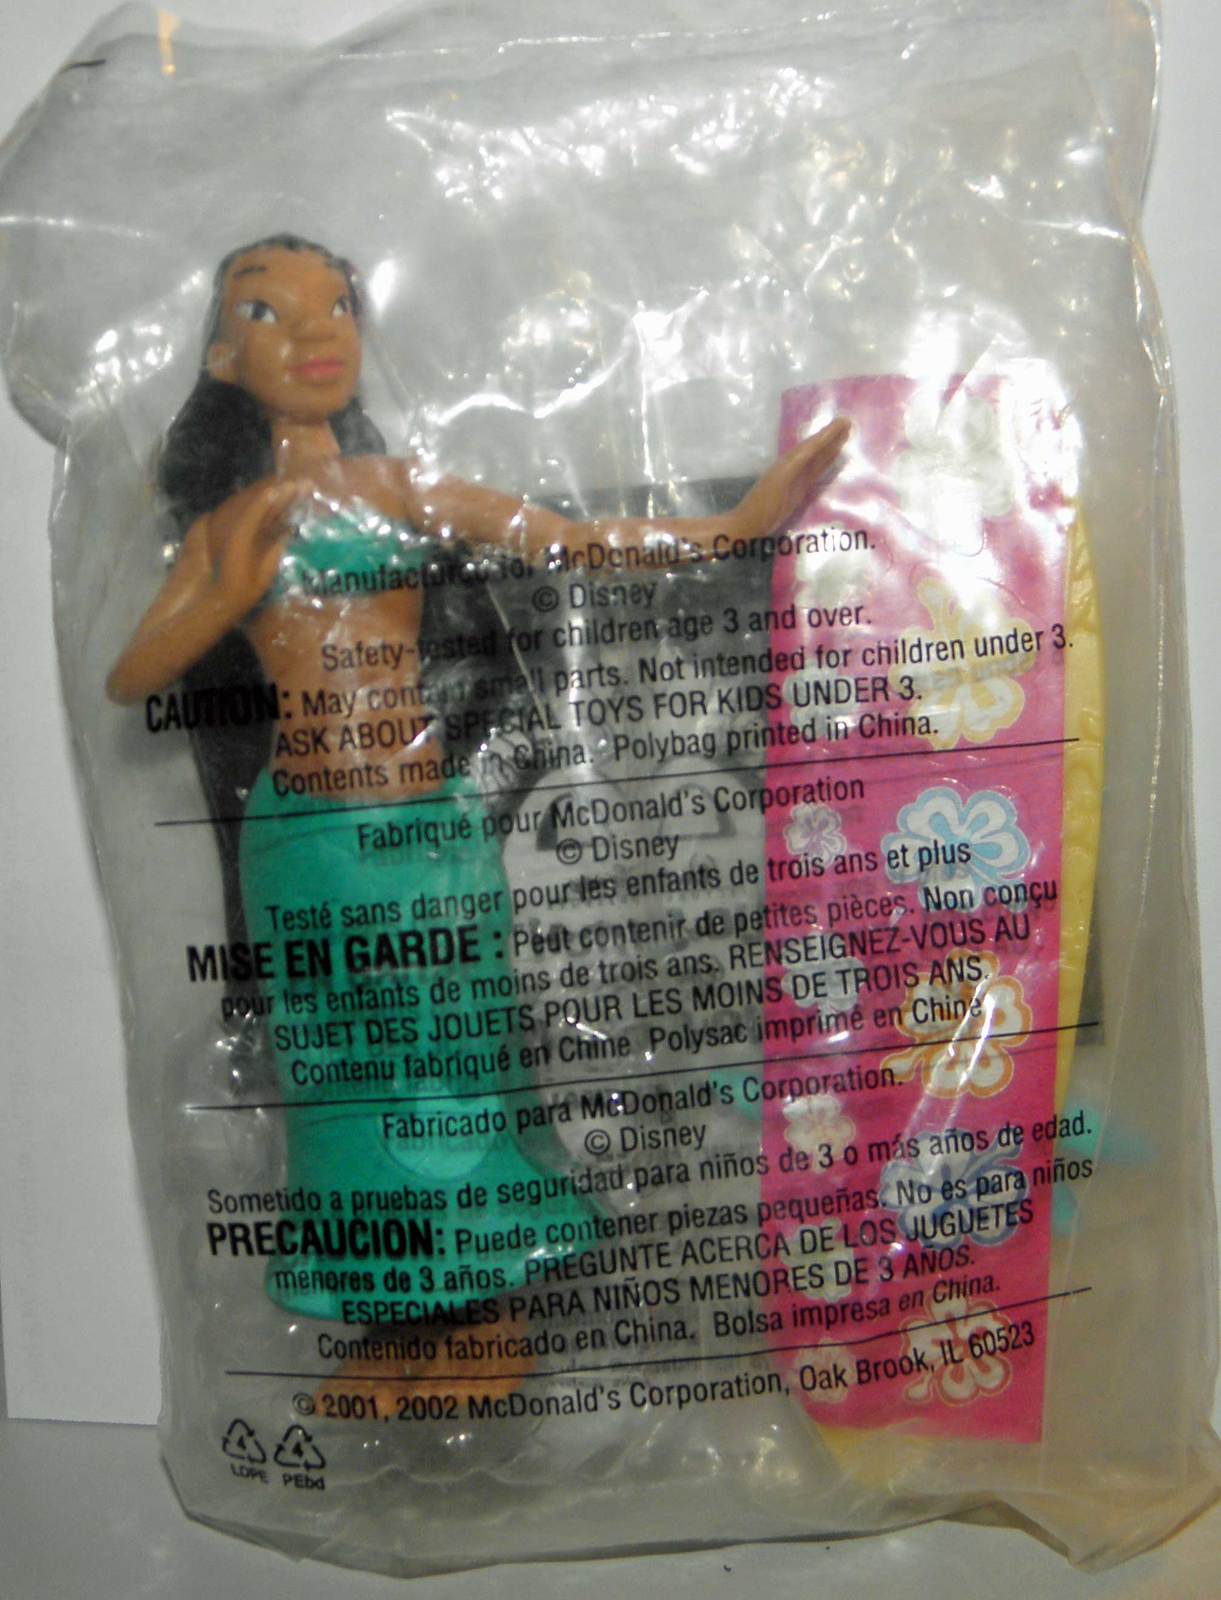 Manufactured for McDonald's Corporation.
© Disney
Safety-tested for children age 3 and over.
CAUTION: May contain small parts. Not intended for children under 3.
ASK ABOUT SPECIAL TOYS FOR KIDS UNDER 3.
Contents made in China. Polybag printed in China.
Fabriqué pour McDonald's Corporation
© Disney
Testé sans danger pour les enfants de trois ans et plus
MISE EN GARDE : Peut contenir de petites pièces. Non conçu
pour les enfants de moins de trois ans. RENSEIGNEZ-VOUS AU
SUJET DES JOUETS POUR LES MOINS DE TROIS ANS.
Contenu fabriqué en Chine Polysac imprimé en Chine
Fabricado para McDonald's Corporation.
© Disney
Sometido a pruebas de seguridad para niños de 3 o más años de edad.
PRECAUCION: Puede contener piezas pequeñas. No es para niños
menores de 3 años. PREGUNTE ACERCA DE LOS JUGUETES
ESPECIALES PARA NIÑOS MENORES DE 3 AÑOS.
Contenido fabricado en China. Bolsa impresa en China.
© 2001, 2002 McDonald's Corporation, Oak Brook, IL 60523
4 4
LDPE PEbd